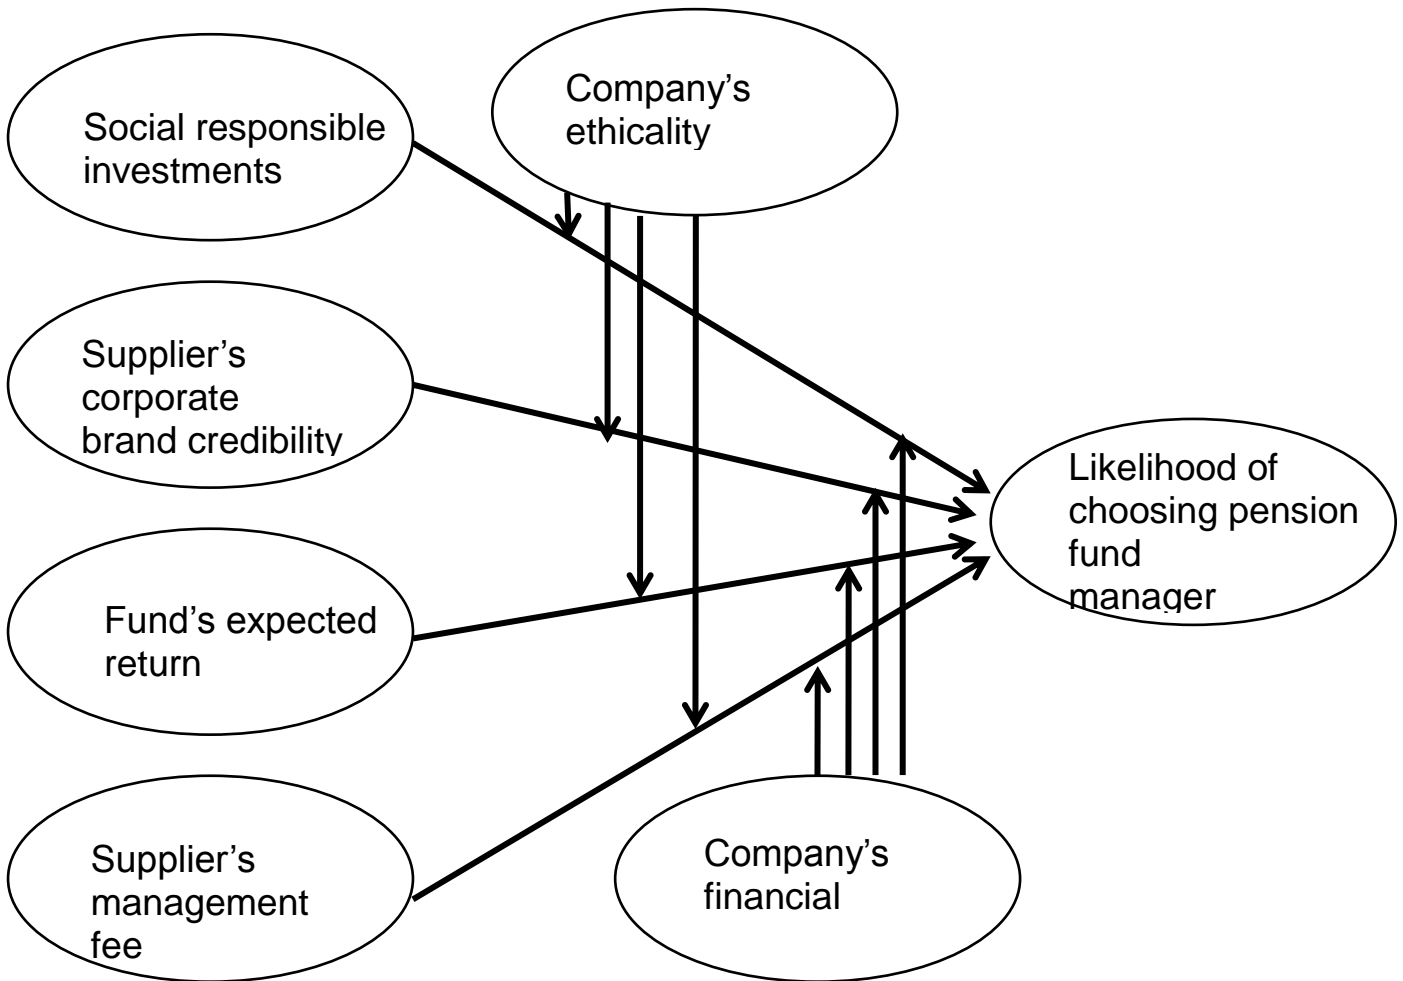 Social responsible
investments
Company's
ethicality
Supplier's
corporate
brand credibility
Likelihood of
choosing pension
fund
manager
Fund's expected
return
Supplier's
management
fee
Company's
financial